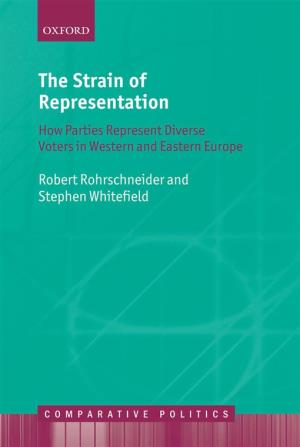 OXFORD
The Strain of
Representation
How Parties Represent Diverse
Voters in Western and Eastern Europe
Robert Rohrschneider and
Stephen Whitefield
COMPARATIVE POLITICS